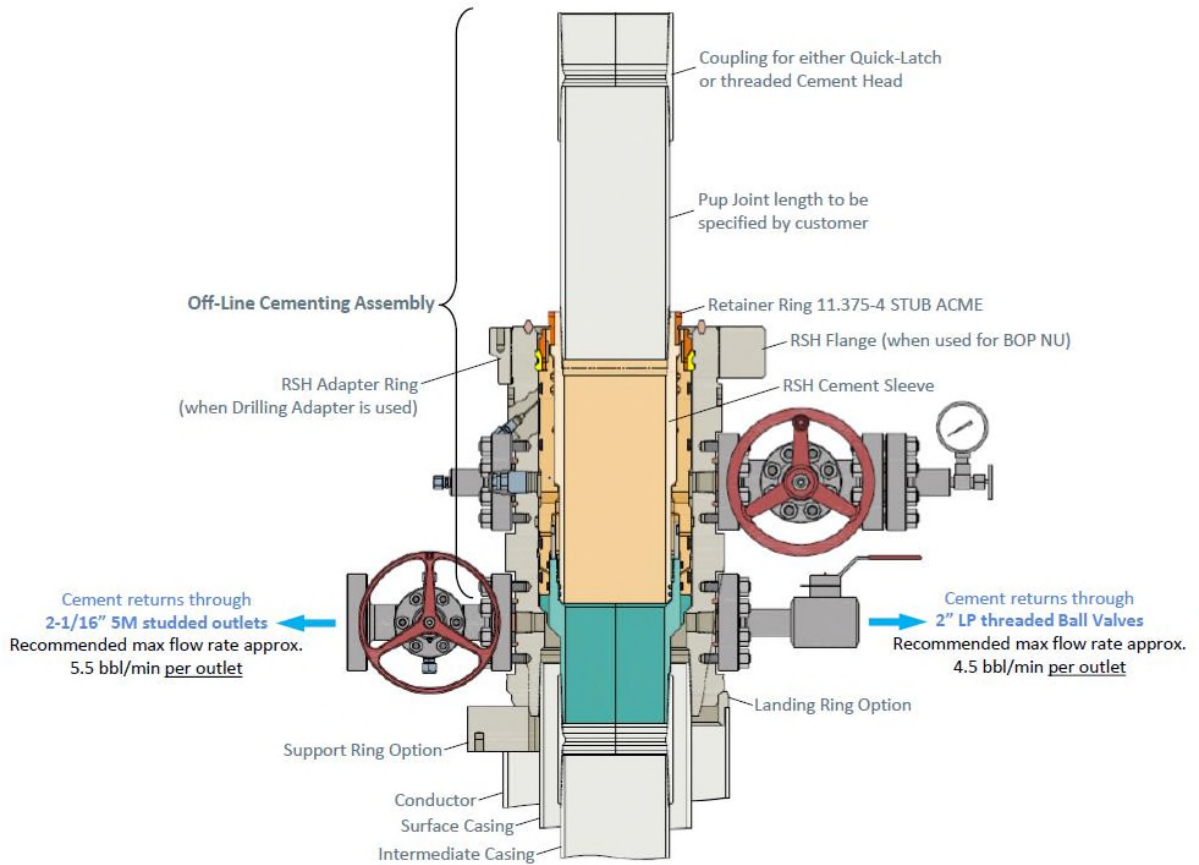 Coupling for either Quick-Latch
or threaded Cement Head
Pup Joint length to be
specified by customer
Off-Line Cementing Assembly
Retainer Ring 11.375-4 STUB ACME
RSH Flange (when used for BOP NU)
RSH Adapter Ring
(when Drilling Adapter is used)
RSH Cement Sleeve
Cement returns through
2-1/16” 5M studded outlets
Recommended max flow rate approx.
5.5 bbl/min per outlet
Cement returns through
2” LP threaded Ball Valves
Recommended max flow rate approx.
4.5 bbl/min per outlet
Landing Ring Option
Support Ring Option
Conductor
Surface Casing
Intermediate Casing